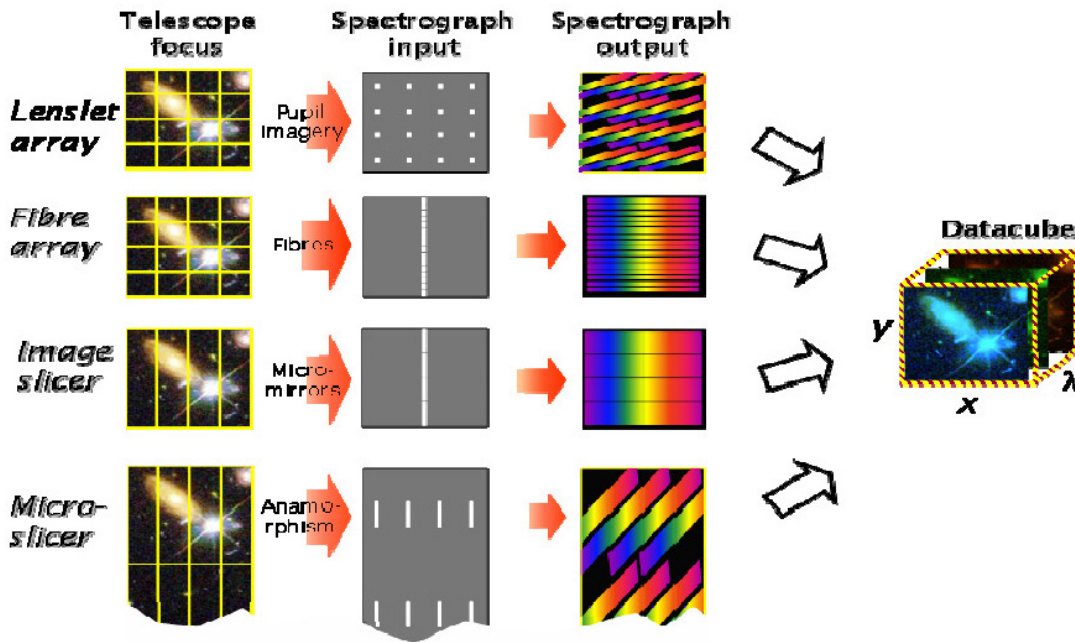 Telescope
focus
Spectrograph
input
Spectrograph
output
Lenslet
array
Pupil
imagery
Fibre
array
Fibres
Image
slicer
Micro-
mirrors
Micro-
slicer
Anamo-
rphism
Datacube
y
x
λ